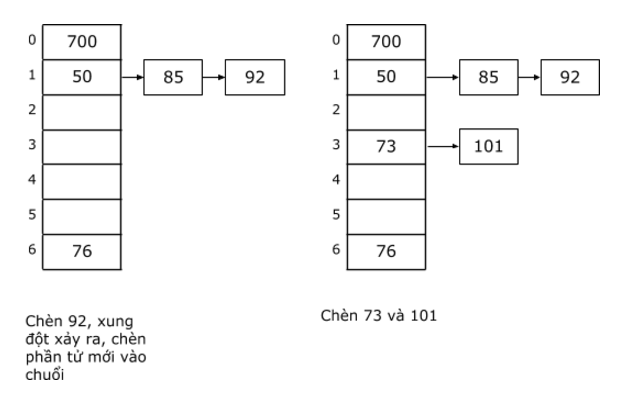 0 700
1 50 85 92
2
3
4
5
6 76
Chèn 92, xung
đột xảy ra, chèn
phần tử mới vào
chuổi
0 700
1 50 85 92
2
3 73 101
4
5
6 76
Chèn 73 và 101